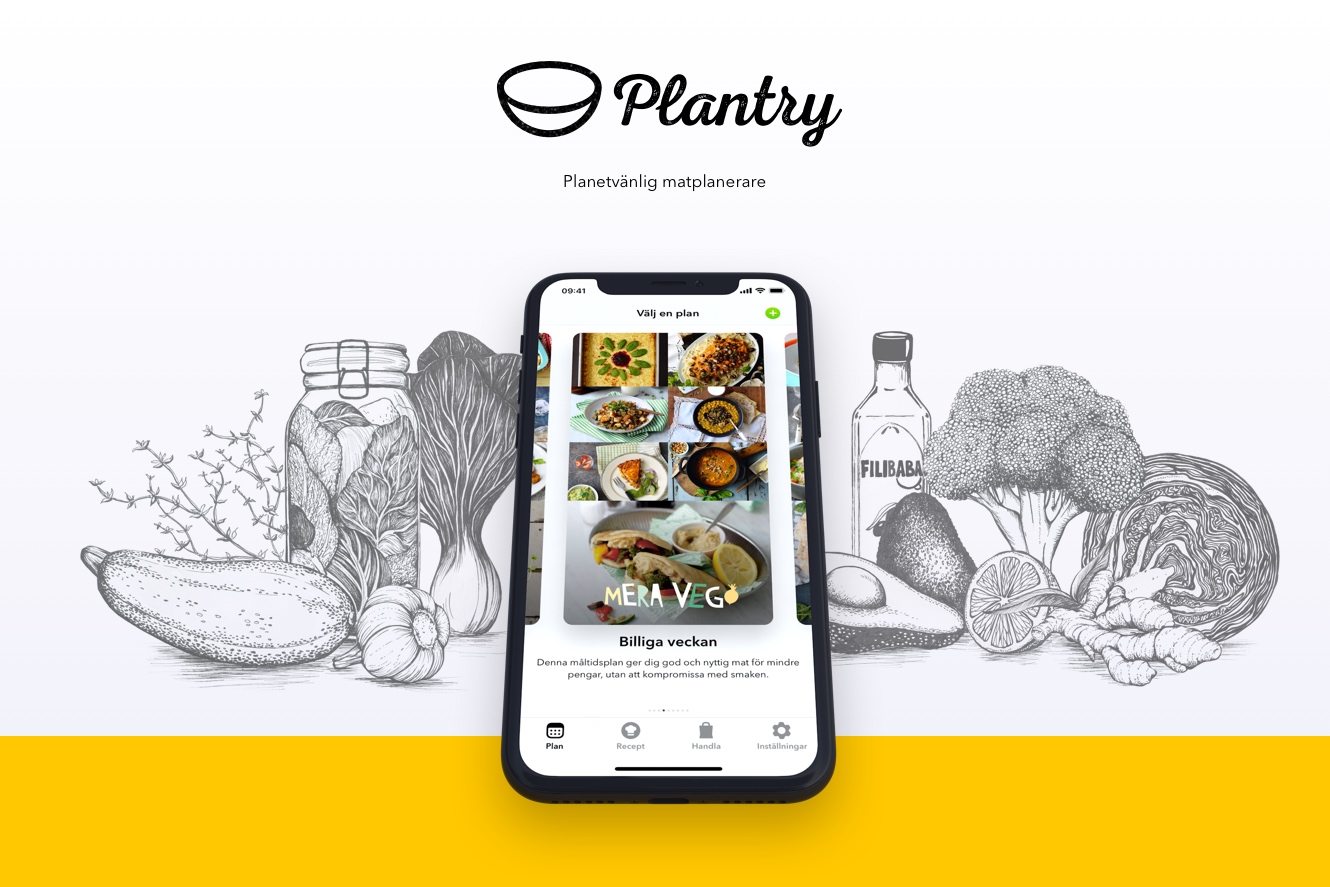 Plantry
Planetvänlig matplanerare
09:41
Välj en plan
FILIBABA
MERA VEGO
Billiga veckan
Denna måltidsplan ger dig god och nyttig mat för mindre
pengar, utan att kompromissa med smaken.
Plan
Recept
Handla
Inställningar